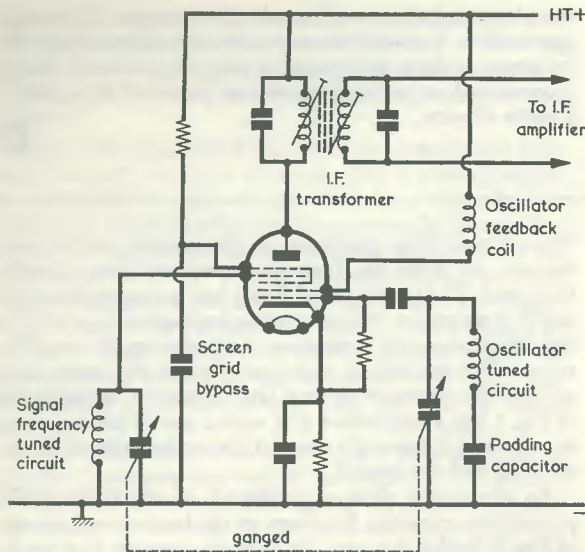 HT+
To I.F.
amplifier
I.F.
transformer
Oscillator
feedback
coil
Screen
grid
bypass
Oscillator
tuned
circuit
Signal
frequency
tuned
circuit
Padding
capacitor
ganged
–